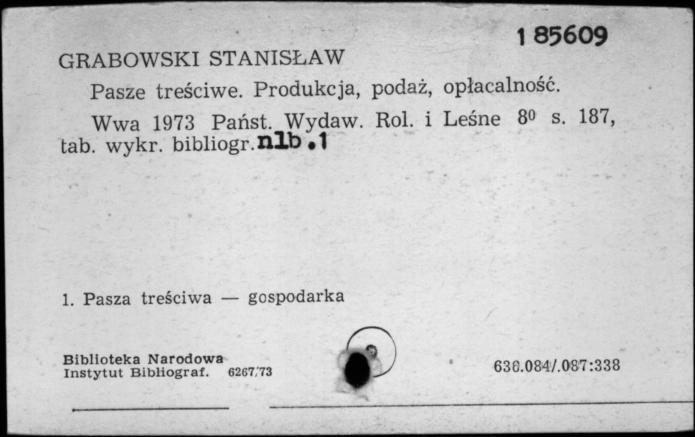 1 85609
GRABOWSKI STANISŁAW
Pasze treściwe. Produkcja, podaż, opłacalność.
Wwa 1973 Państ. Wydaw. Rol. i Leśne 8⁰ s. 187,
tab. wykr. bibliogr. nlb.1
1. Pasza treściwa — gospodarka
Biblioteka Narodowa
Instytut Bibliograf. 6267/73
636.084/.087:338